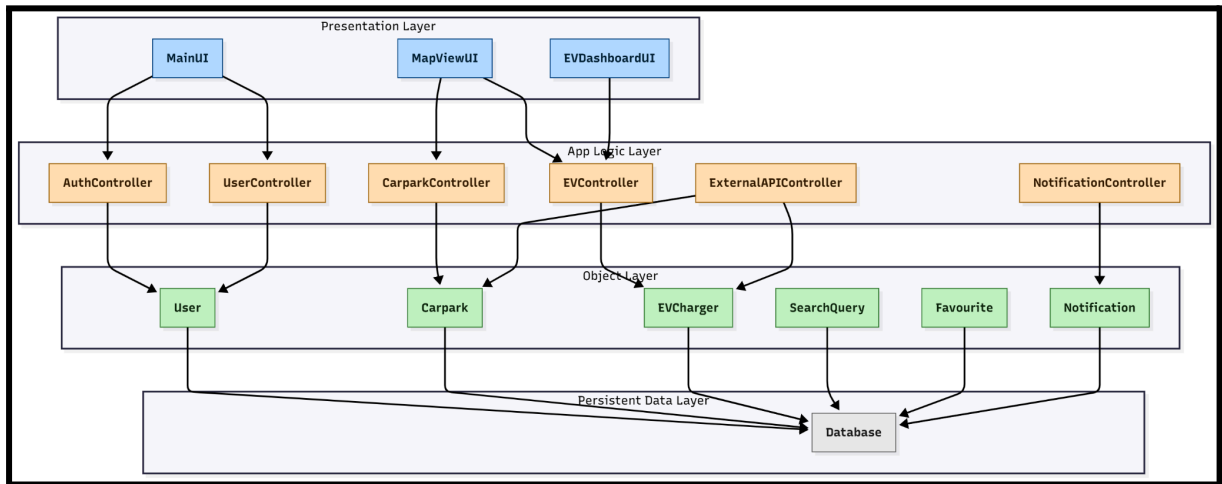 Presentation Layer
MainUI
MapViewUI
EVDashboardUI
App Logic Layer
AuthController
UserController
CarparkController
EVController
ExternalAPIController
NotificationController
Object Layer
User
Carpark
EVCharger
SearchQuery
Favourite
Notification
Persistent Data Layer
Database